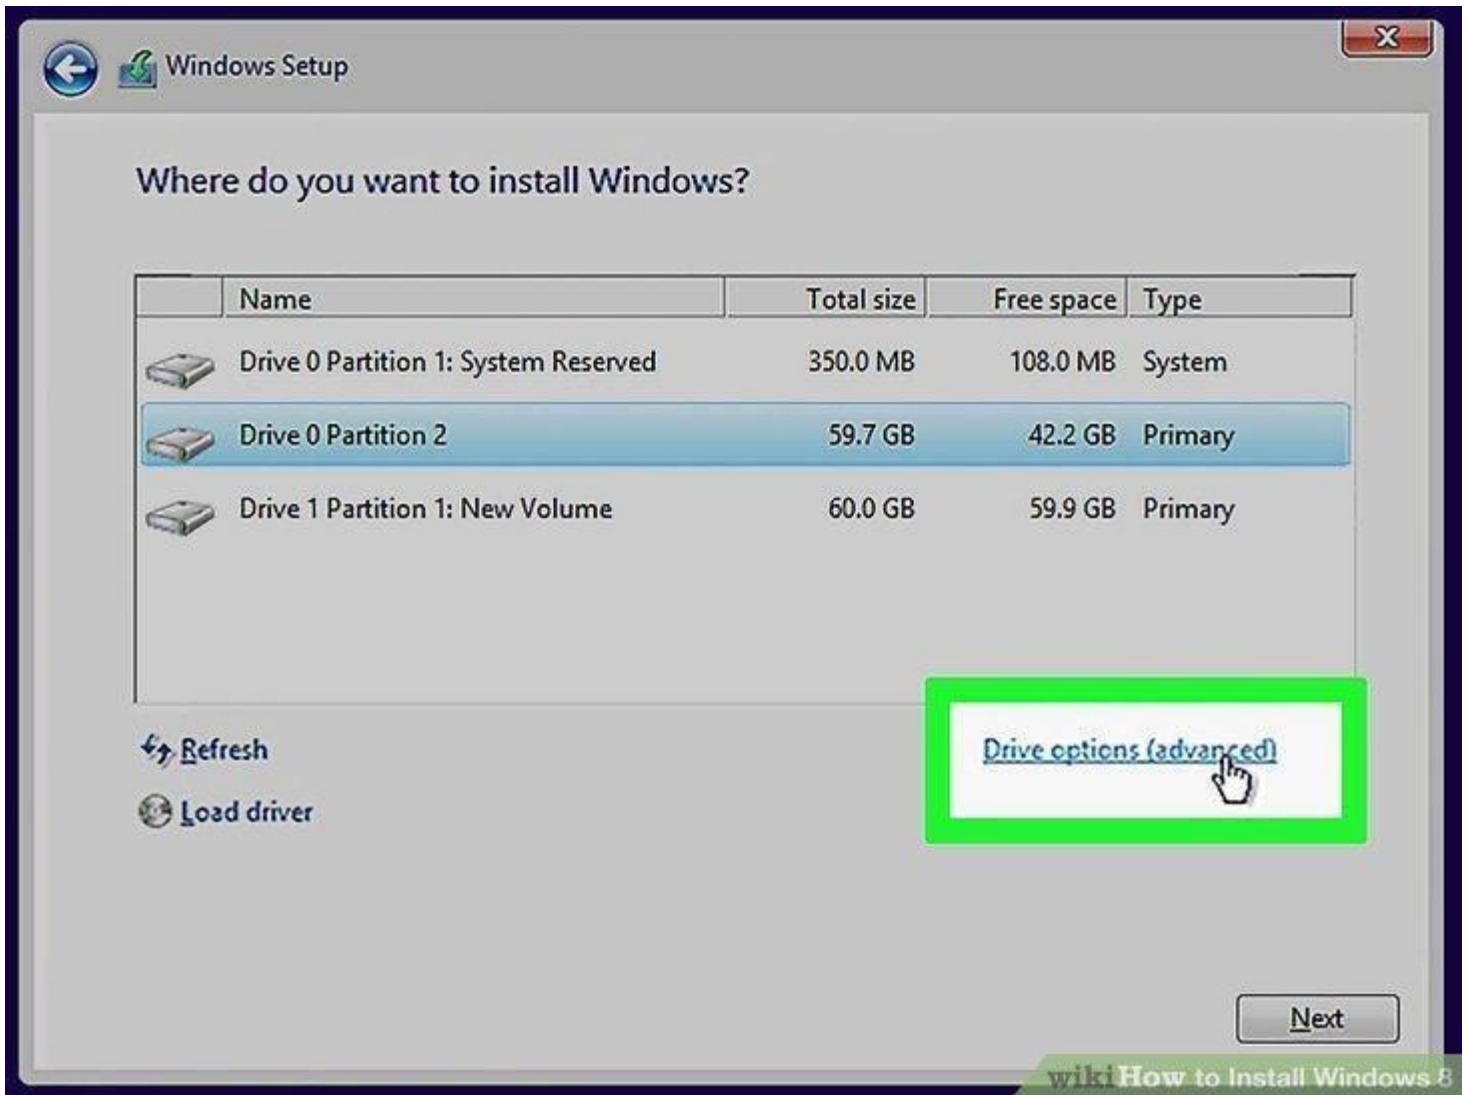 Windows Setup
Where do you want to install Windows?
Name Total size Free space Type
Drive 0 Partition 1: System Reserved 350.0 MB 108.0 MB System
Drive 0 Partition 2 59.7 GB 42.2 GB Primary
Drive 1 Partition 1: New Volume 60.0 GB 59.9 GB Primary
Refresh Drive options (advanced)
Load driver
Next
wikiHow to Install Windows 8